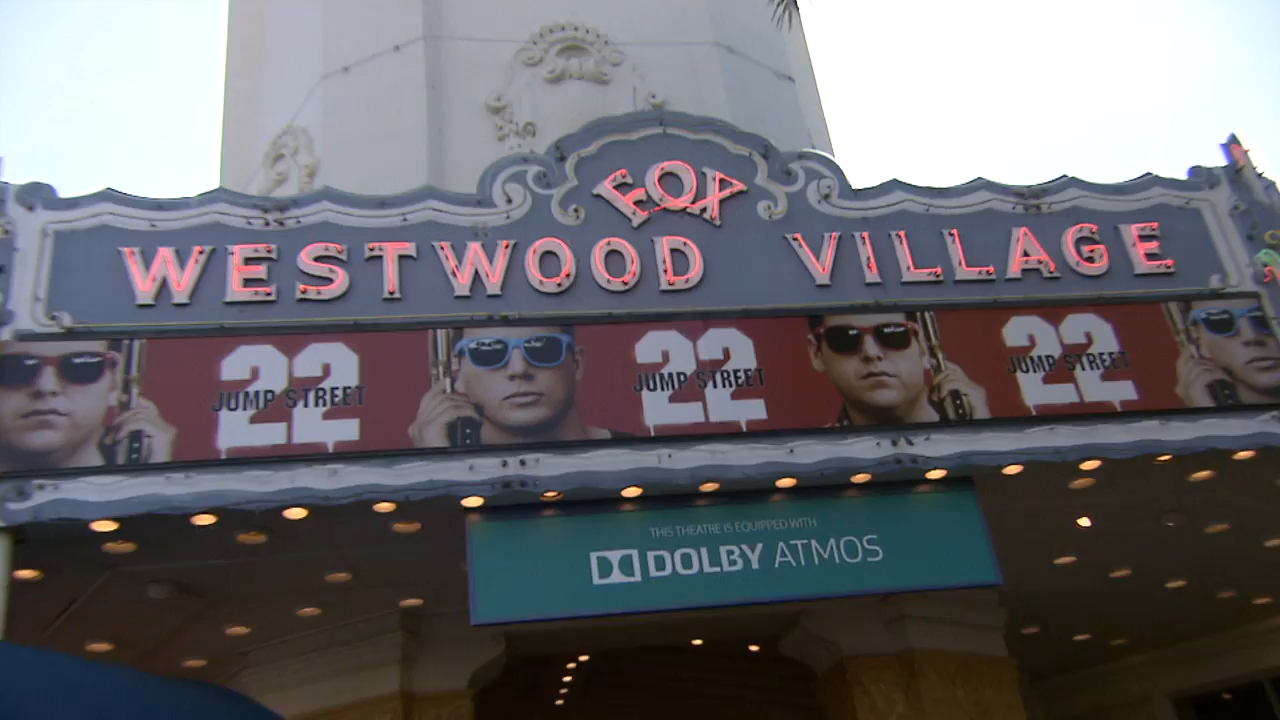 FOX
WESTWOOD VILLAGE
22
JUMP STREET
22
JUMP STREET
22
JUMP STREET
THIS THEATRE IS EQUIPPED WITH
DOLBY ATMOS